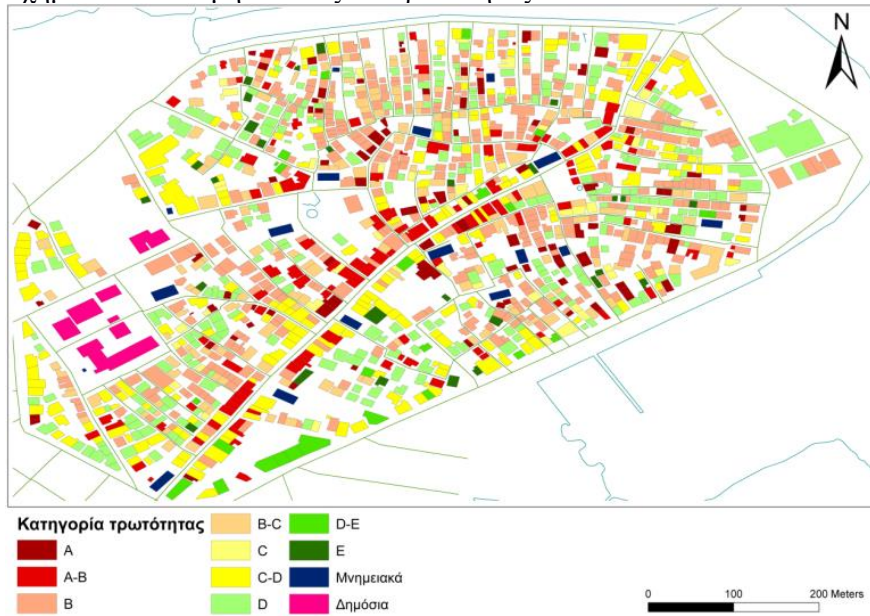 N
Κατηγορία τρωτότητας
A
A-B
B
B-C
C
C-D
D
D-E
E
Μνημειακά
Δημόσια
0 100 200 Meters